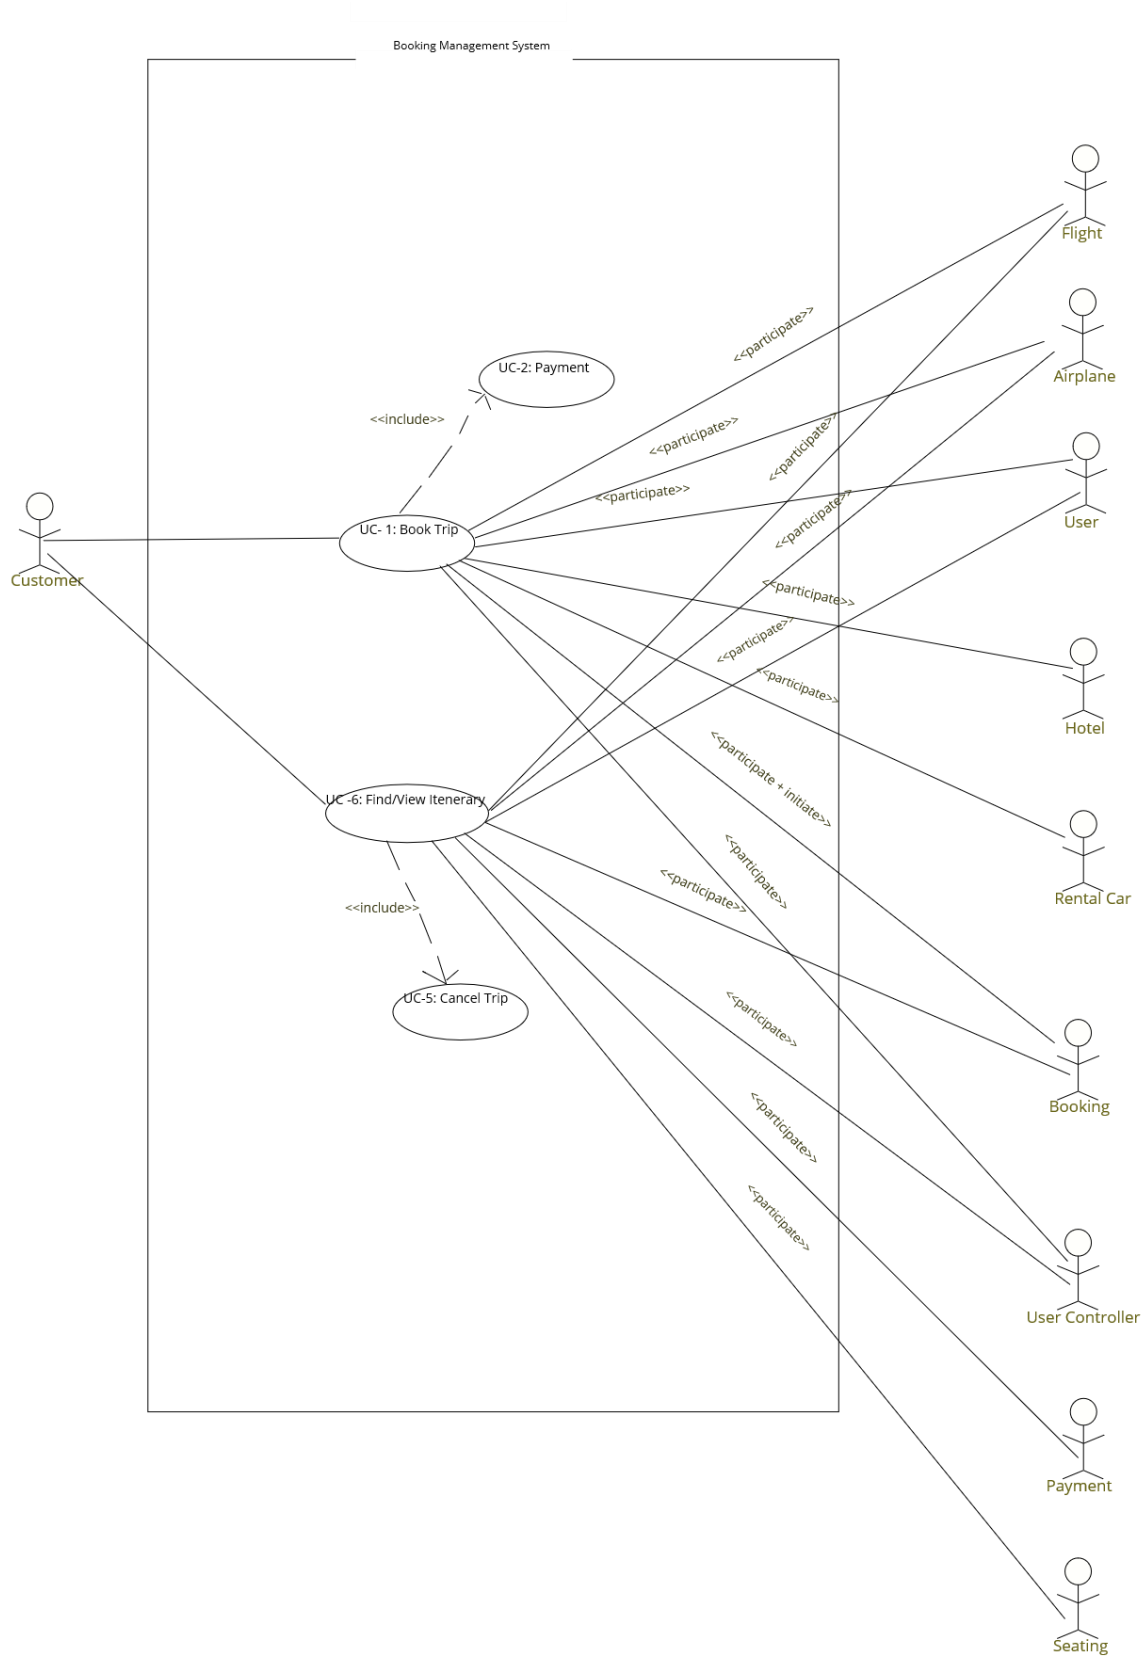 Booking Management System
Flight
<<participate>>
Airplane
UC-2: Payment
<<include>>
<<participate>>
<<participate>>
<<participate>>
<<participate>>
User
UC- 1: Book Trip
Customer
<<participate>>
<<participate>>
<<participate>>
Hotel
<<participate + initiate>>
UC -6: Find/View Itenerary
<<participate>>
<<participate>>
Rental Car
<<include>>
UC-5: Cancel Trip
<<participate>>
Booking
<<participate>>
<<participate>>
User Controller
Payment
Seating